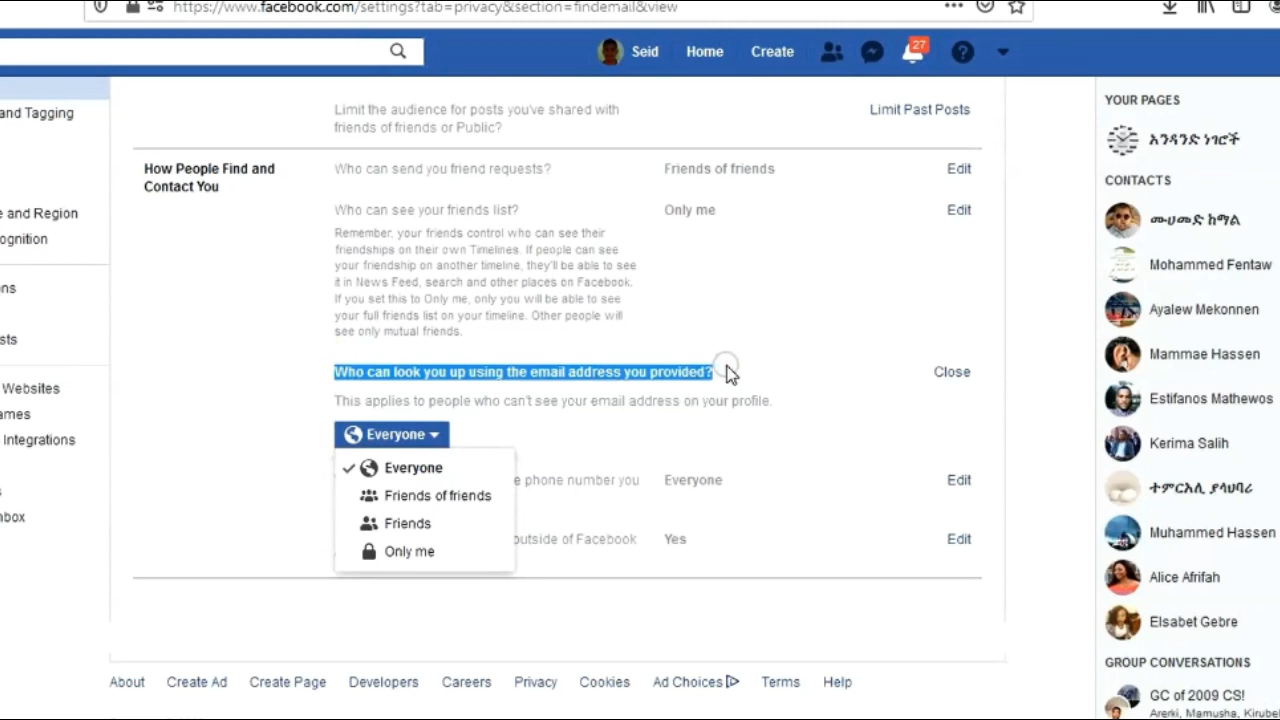 https://www.facebook.com/settings?tab=privacy&section=findemail&view
Seid
Home
Create
27
and Tagging
e and Region
ognition
ns
sts
Websites
ames
Integrations
s
nbox
Limit the audience for posts you've shared with
friends of friends or Public?
Limit Past Posts
How People Find and
Contact You
Who can send you friend requests?
Friends of friends
Edit
Who can see your friends list?
Only me
Edit
Remember, your friends control who can see their
friendships on their own Timelines. If people can see
your friendship on another timeline, they'll be able to see
it in News Feed, search and other places on Facebook.
If you set this to Only me, only you will be able to see
your full friends list on your timeline. Other people will
see only mutual friends.
Who can look you up using the email address you provided?
Close
This applies to people who can't see your email address on your profile.
Everyone
Everyone
Friends of friends
Friends
Only me
e phone number you
Everyone
Edit
outside of Facebook
Yes
Edit
About
Create Ad
Create Page
Developers
Careers
Privacy
Cookies
Ad Choices
Terms
Help
YOUR PAGES
አንዳንድ ነገሮች
CONTACTS
ሙሀመድ ከማል
Mohammed Fentaw
Ayalew Mekonnen
Mammae Hassen
Estifanos Mathewos
Kerima Salih
ተምርአሊ ያላህባሪ
Muhammed Hassen
Alice Afrifah
Elsabet Gebre
GROUP CONVERSATIONS
GC of 2009 CS!
Arerki, Mamusha, Kirubel